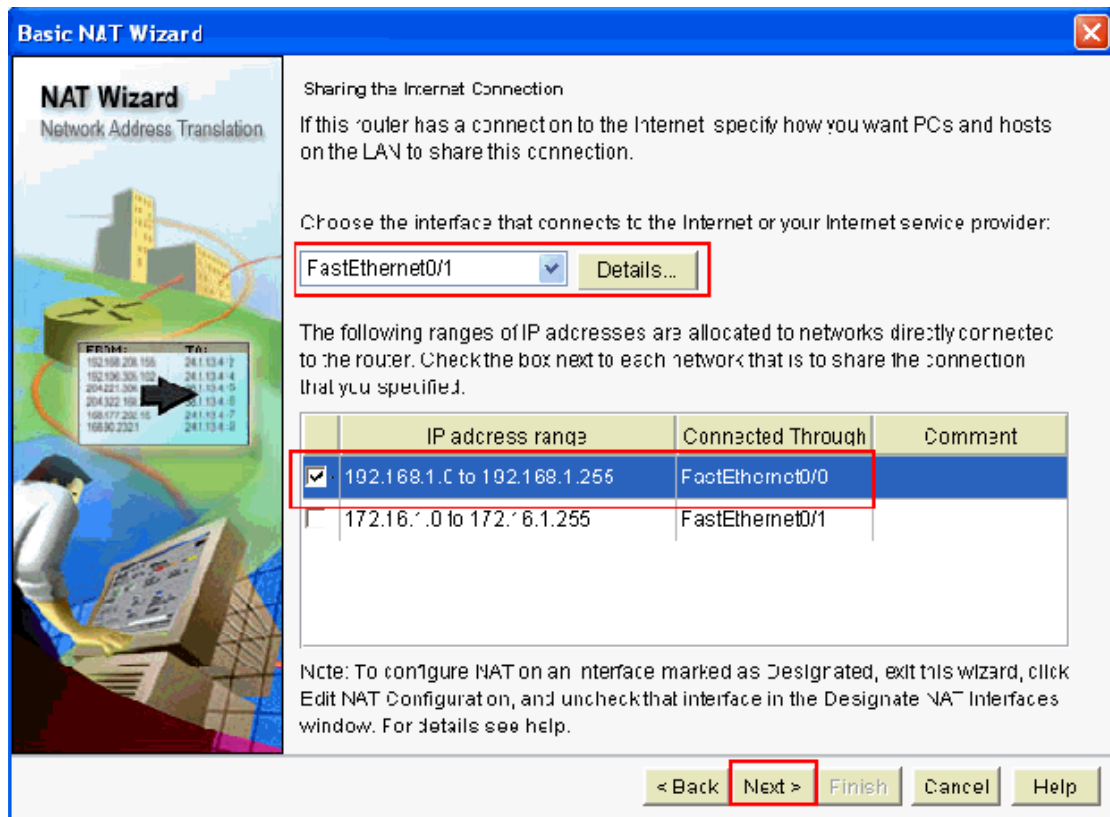 Basic NAT Wizard
NAT Wizard
Network Address Translation
FROM: TO:
Sharing the Internet Connection
If this router has a connection to the Internet, specify how you want PCs and hosts
on the LAN to share this connection.
Choose the interface that connects to the Internet or your Internet service provider:
FastEthernet0/1
Details...
The following ranges of IP addresses are allocated to networks directly connected
to the router. Check the box next to each network that is to share the connection
that you specified.
IP address range Connected Through Comment
192.168.1.0 to 192.168.1.255 FastEthernet0/0
172.16.1.0 to 172.16.1.255 FastEthernet0/1
Note: To configure NAT on an interface marked as Designated, exit this wizard, click
Edit NAT Configuration, and uncheck that interface in the Designate NAT Interfaces
window. For details see help.
< Back Next > Finish Cancel Help